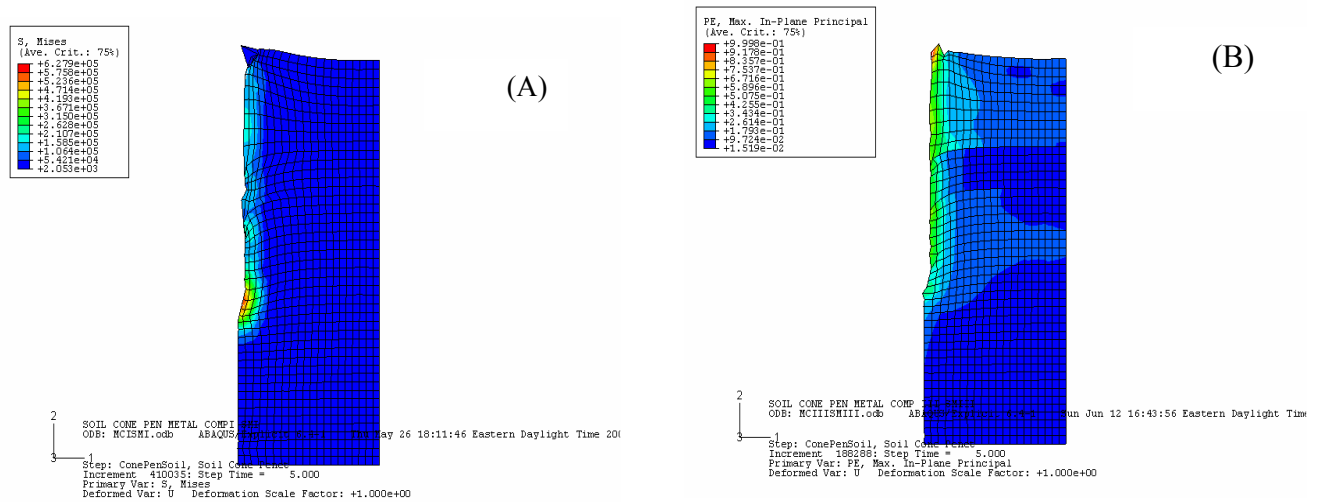 S, Mises
(Ave. Crit.: 75%)
+6.279e+05
+5.758e+05
+5.236e+05
+4.714e+05
+4.193e+05
+3.671e+05
+3.150e+05
+2.628e+05
+2.107e+05
+1.585e+05
+1.064e+05
+5.421e+04
+2.053e+03
(A)
2
3
1
SOIL CONE PEN METAL COMP
ODB: MCISMI.odb ABAQUS/ 26 18:11:46 Eastern Daylight Time 200
Step: ConePenSoil, Soil Cone
Increment 410035: Step Time = 5.000
Primary Var: S, Mises
Deformed Var: U Deformation Scale Factor: +1.000e+00
PE, Max. In-Plane Principal
(Ave. Crit.: 75%)
+9.998e-01
+9.178e-01
+8.357e-01
+7.537e-01
+6.716e-01
+5.896e-01
+5.075e-01
+4.255e-01
+3.434e-01
+2.614e-01
+1.793e-01
+9.724e-02
+1.519e-02
(B)
2
3
1
SOIL CONE PEN METAL COMP
ODB: MCIIISMIII.odb Jun 12 16:43:56 Eastern Daylight Time
Step: ConePenSoil, Soil Cone
Increment 188288: Step Time = 5.000
Primary Var: PE, Max. In-Plane Principal
Deformed Var: U Deformation Scale Factor: +1.000e+00